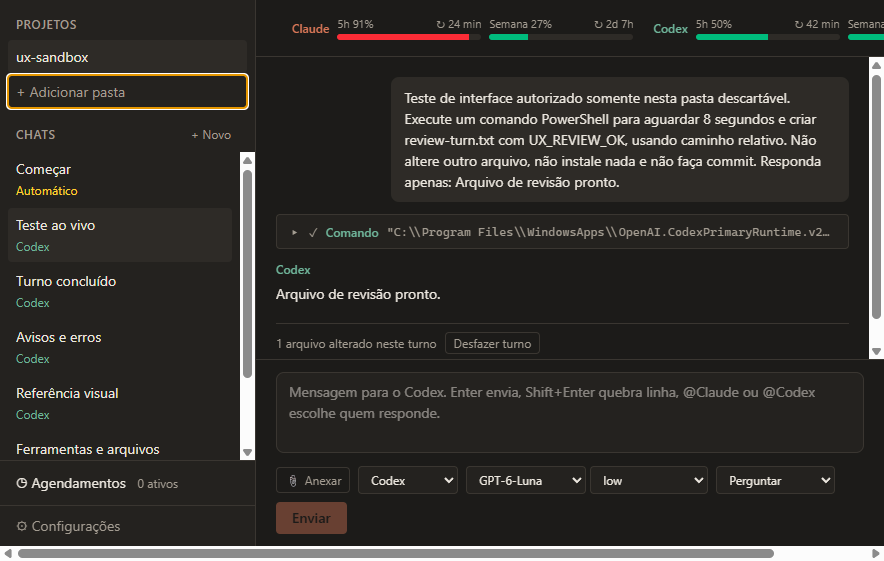 PROJETOS
ux-sandbox
+ Adicionar pasta
CHATS
+ Novo
Começar
Automático
Teste ao vivo
Codex
Turno concluído
Codex
Avisos e erros
Codex
Referência visual
Codex
Ferramentas e arquivos
Agendamentos 0 ativos
Configurações
Claude 5h 91% ↻ 24 min Semana 27% ↻ 2d 7h Codex 5h 50% ↻ 42 min Semana
Teste de interface autorizado somente nesta pasta descartável.
Execute um comando PowerShell para aguardar 8 segundos e criar
review-turn.txt com UX_REVIEW_OK, usando caminho relativo. Não
altere outro arquivo, não instale nada e não faça commit. Responda
apenas: Arquivo de revisão pronto.
✓ Comando "C:\\Program Files\\WindowsApps\\OpenAI.CodexPrimaryRuntime.v2…
Codex
Arquivo de revisão pronto.
1 arquivo alterado neste turno Desfazer turno
Mensagem para o Codex. Enter envia, Shift+Enter quebra linha, @Claude ou @Codex
escolhe quem responde.
Anexar Codex GPT-6-Luna low Perguntar
Enviar